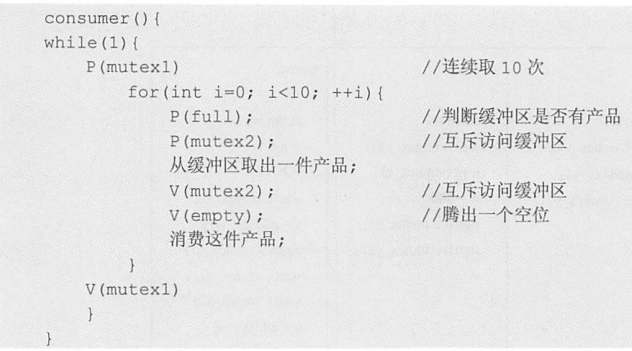 consumer(){
while(1){
P(mutex1) //连续取 10 次
for(int i=0; i<10; ++i){
P(full); //判断缓冲区是否有产品
P(mutex2); //互斥访问缓冲区
从缓冲区取出一件产品;
V(mutex2); //互斥访问缓冲区
V(empty); //腾出一个空位
消费这件产品;
}
V(mutex1)
}
}